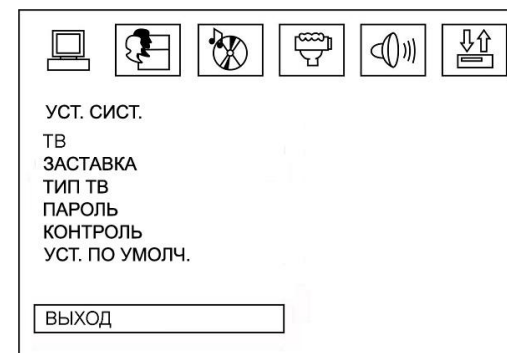 УСТ. СИСТ.
ТВ
ЗАСТАВКА
ТИП ТВ
ПАРОЛЬ
КОНТРОЛЬ
УСТ. ПО УМОЛЧ.
ВЫХОД